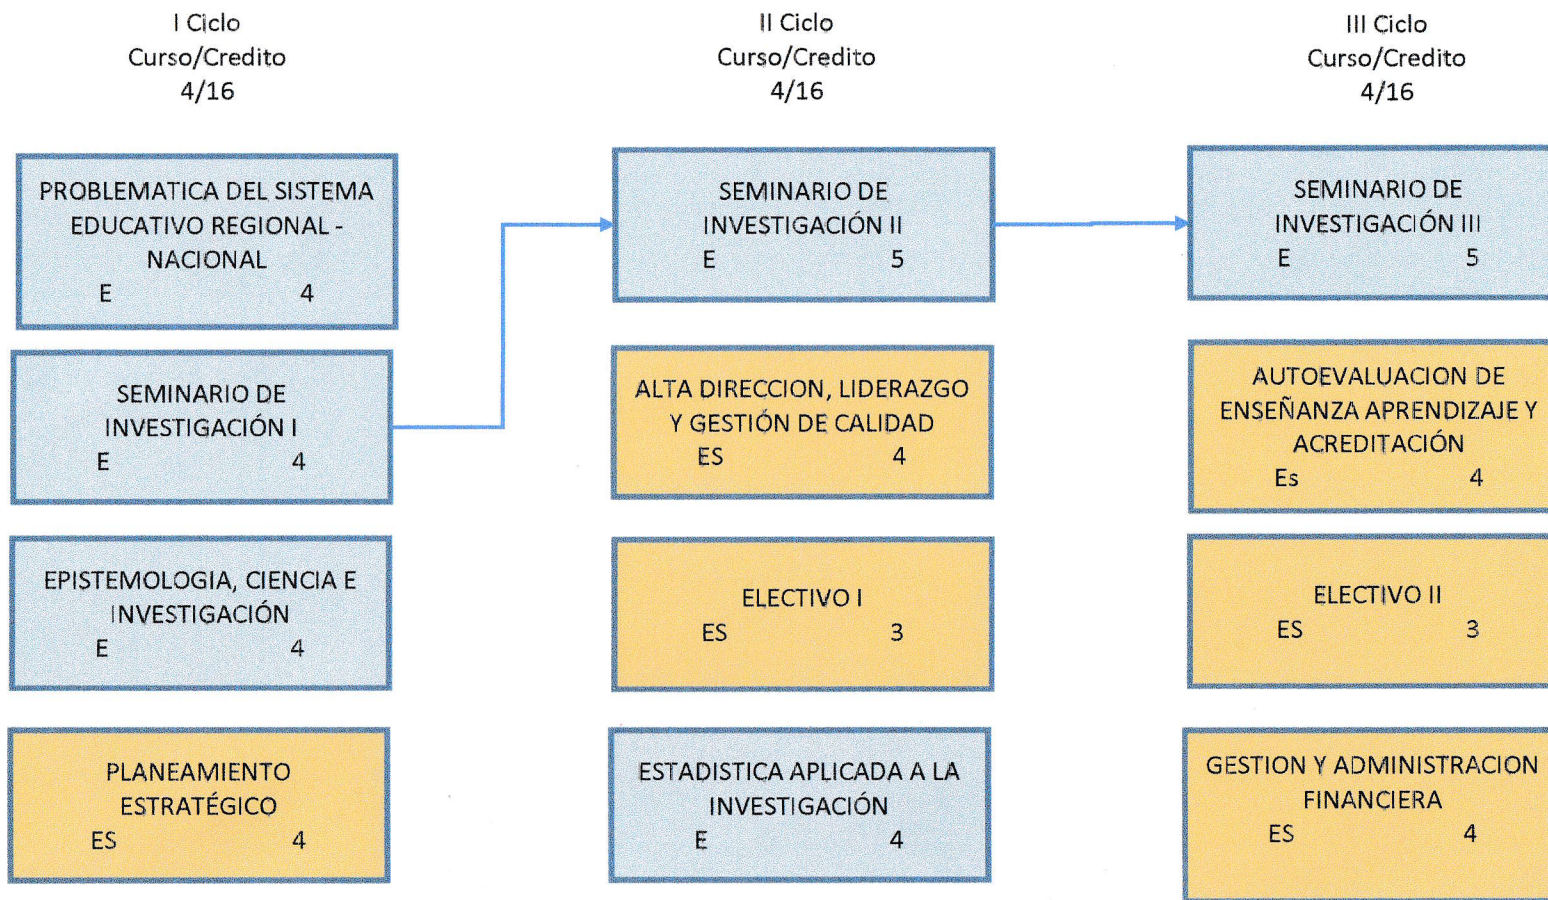 I Ciclo
Curso/Credito
4/16
PROBLEMATICA DEL SISTEMA
EDUCATIVO REGIONAL -
NACIONAL
E 4
SEMINARIO DE
INVESTIGACIÓN I
E 4
EPISTEMOLOGIA, CIENCIA E
INVESTIGACIÓN
E 4
PLANEAMIENTO
ESTRATÉGICO
ES 4
II Ciclo
Curso/Credito
4/16
SEMINARIO DE
INVESTIGACIÓN II
E 5
ALTA DIRECCION, LIDERAZGO
Y GESTIÓN DE CALIDAD
ES 4
ELECTIVO I
ES 3
ESTADISTICA APLICADA A LA
INVESTIGACIÓN
E 4
III Ciclo
Curso/Credito
4/16
SEMINARIO DE
INVESTIGACIÓN III
E 5
AUTOEVALUACION DE
ENSEÑANZA APRENDIZAJE Y
ACREDITACIÓN
Es 4
ELECTIVO II
ES 3
GESTION Y ADMINISTRACION
FINANCIERA
ES 4